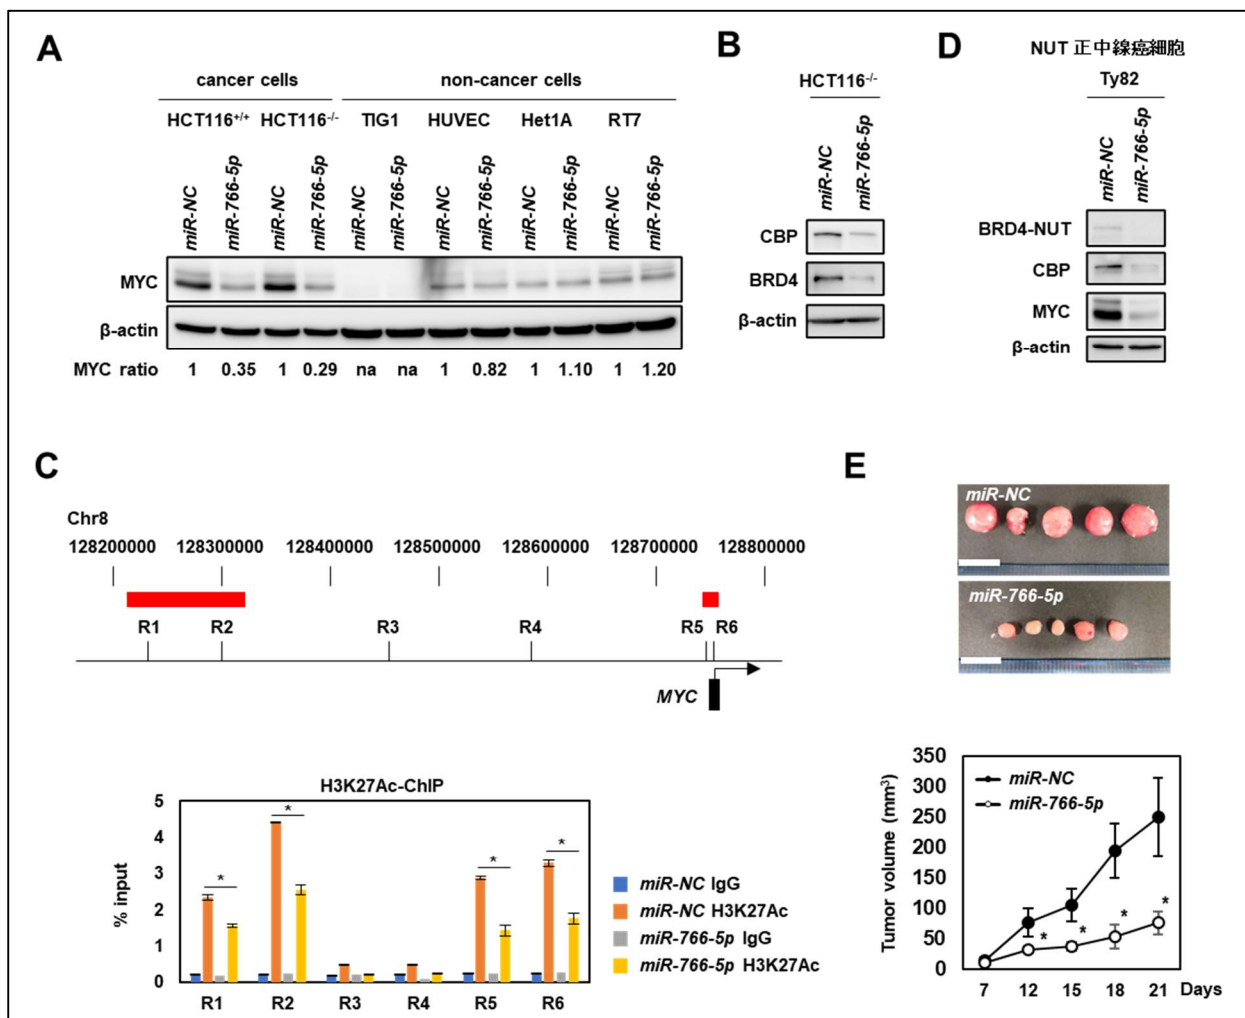 A
cancer cells non-cancer cells
HCT116+/+ HCT116-/- TIG1 HUVEC Het1A RT7
miR-NC miR-766-5p miR-NC miR-766-5p miR-NC miR-766-5p miR-NC miR-766-5p miR-NC miR-766-5p miR-NC miR-766-5p
MYC
β-actin
MYC ratio 1 0.35 1 0.29 na na 1 0.82 1 1.10 1 1.20
B
HCT116-/-
miR-NC miR-766-5p
CBP
BRD4
β-actin
D
NUT 正中線癌細胞
Ty82
miR-NC miR-766-5p
BRD4-NUT
CBP
MYC
β-actin
C
Chr8
128200000 128300000 128400000 128500000 128600000 128700000 128800000
R1 R2 R3 R4 R5 R6
MYC
H3K27Ac-ChIP
% input
5
4
3
2
1
0
* * * *
R1 R2 R3 R4 R5 R6
miR-NC IgG
miR-NC H3K27Ac
miR-766-5p IgG
miR-766-5p H3K27Ac
E
miR-NC
miR-766-5p
Tumor volume (mm3)
350
300
250
200
150
100
50
0
miR-NC
miR-766-5p
* * * *
7 12 15 18 21 Days